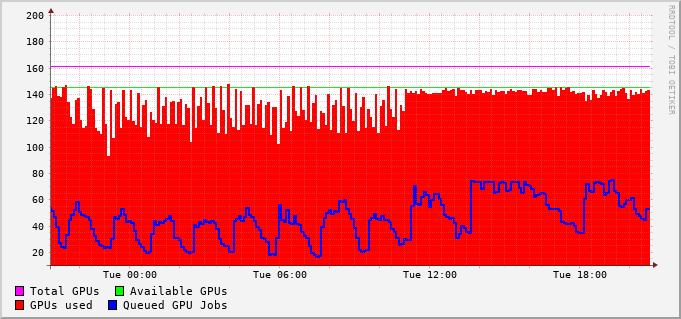 200
180
160
140
120
100
80
60
40
20
Tue 00:00 Tue 06:00 Tue 12:00 Tue 18:00
Total GPUs Available GPUs
GPUs used Queued GPU Jobs
RRDTOOL / TOBI OETIKER